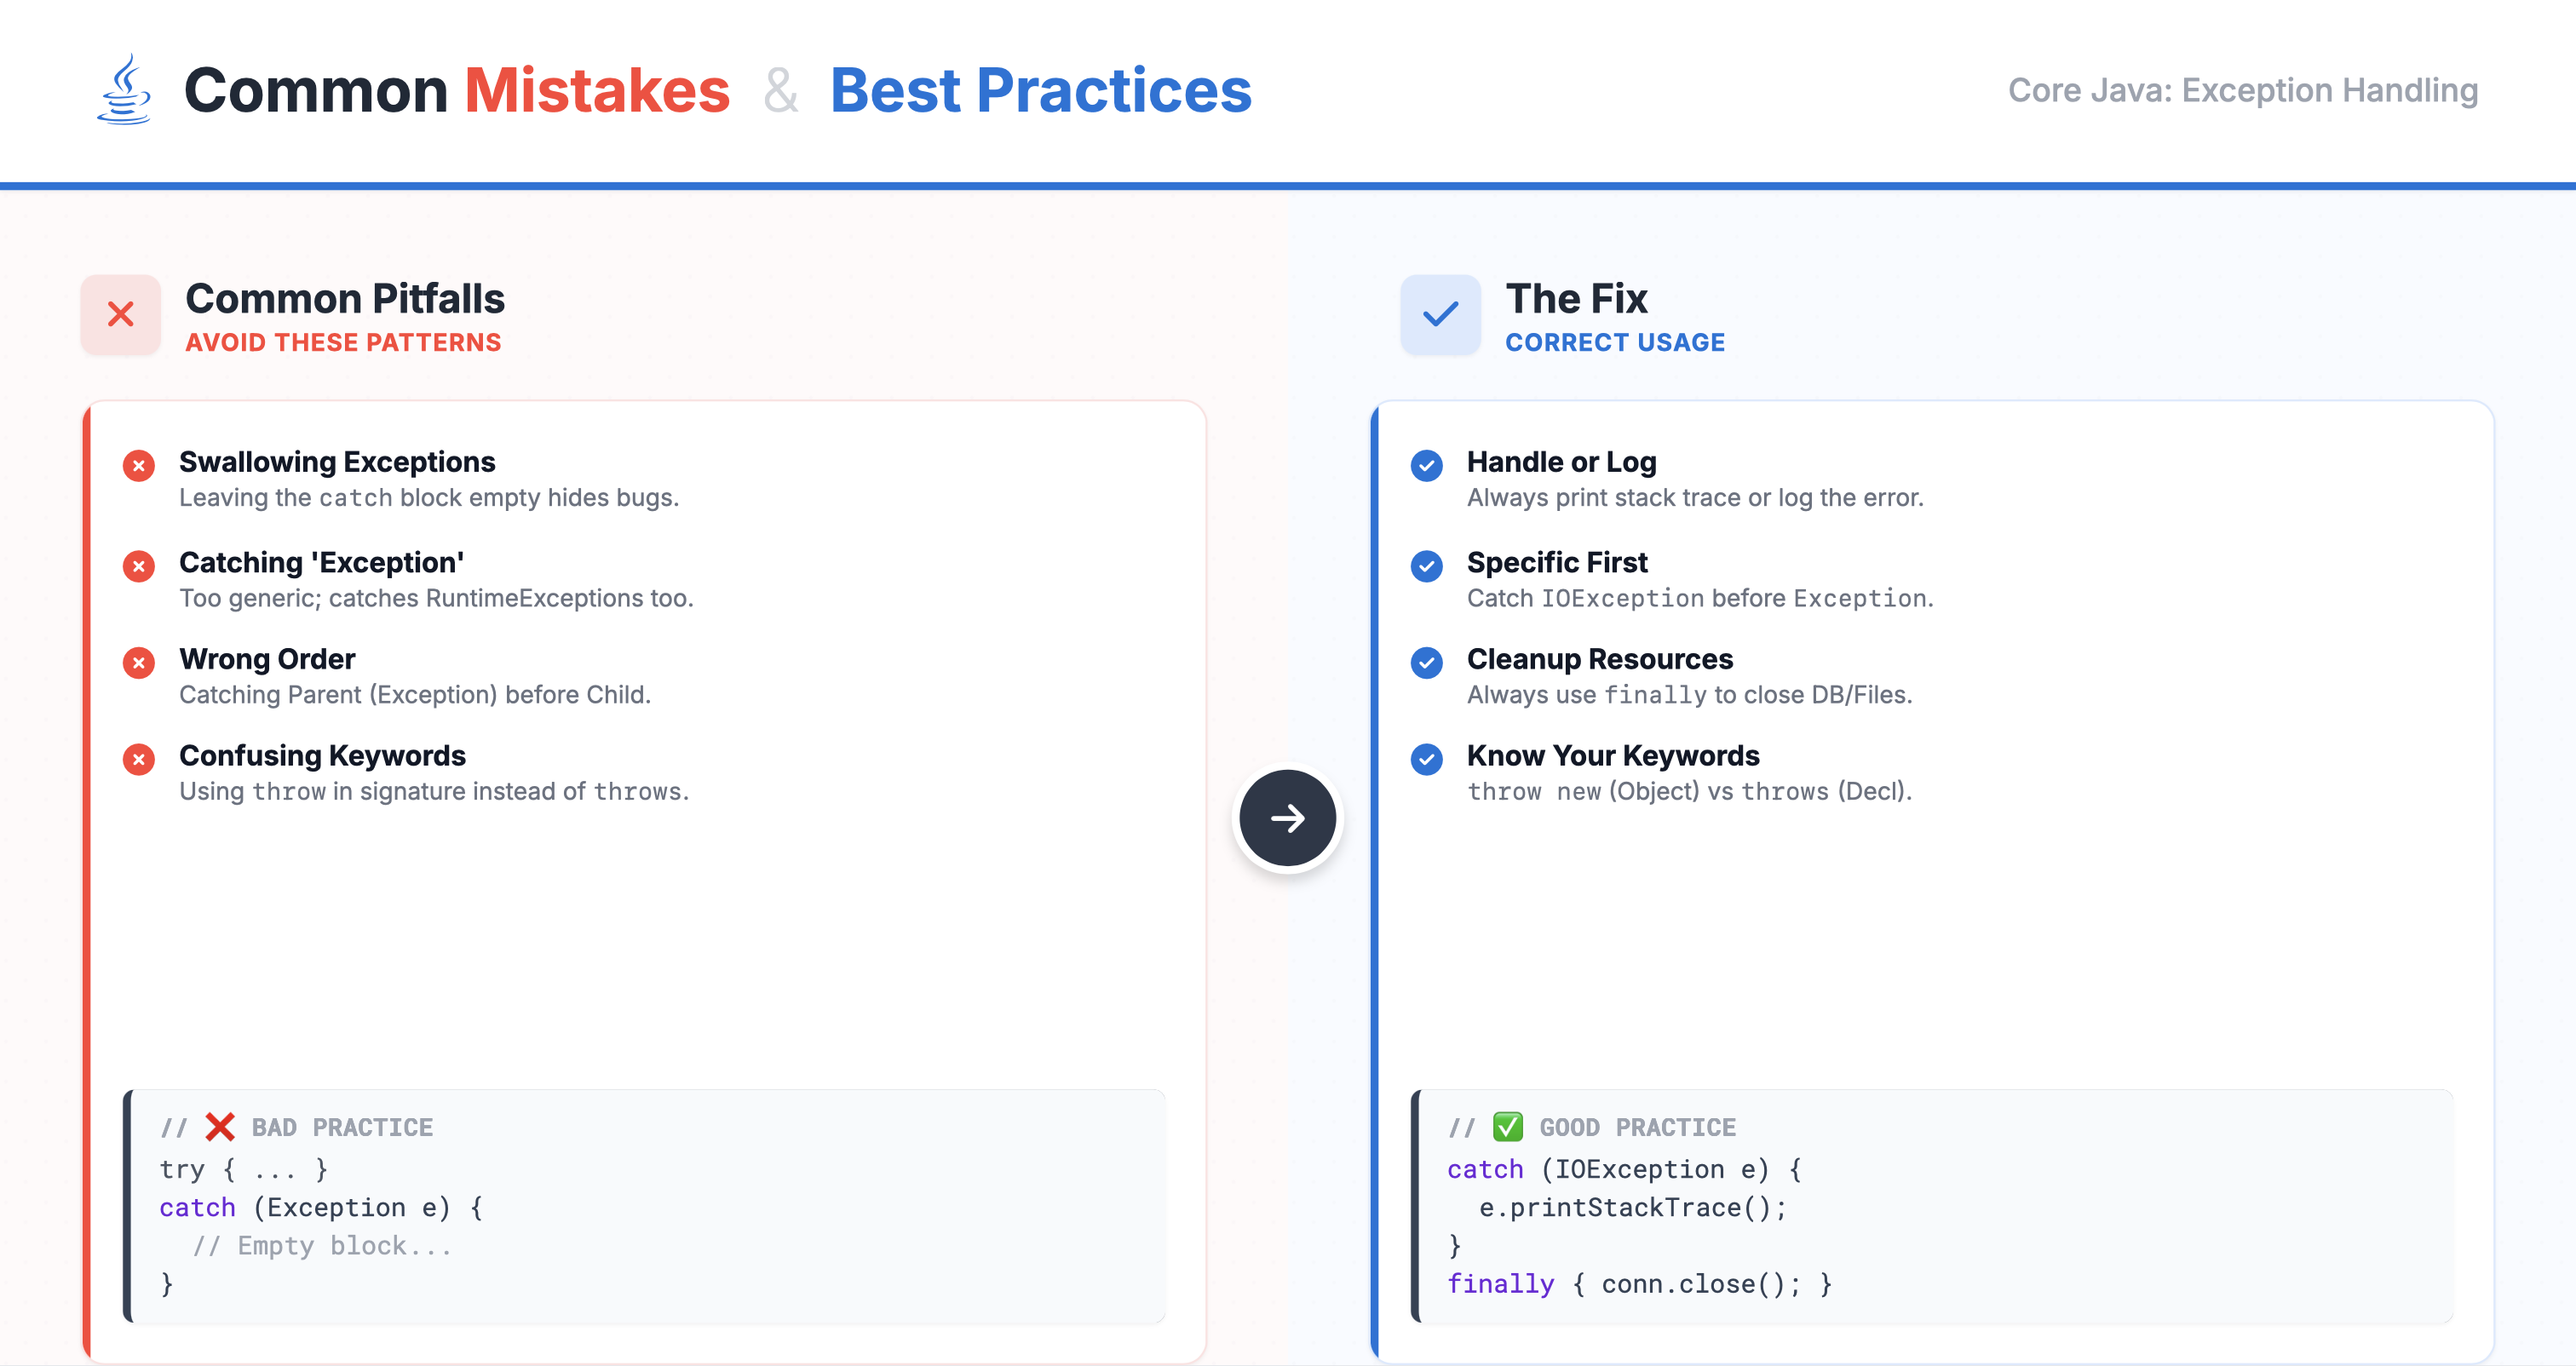 Common Mistakes & Best Practices
Core Java: Exception Handling
Common Pitfalls
AVOID THESE PATTERNS
Swallowing Exceptions
Leaving the catch block empty hides bugs.
Catching 'Exception'
Too generic; catches RuntimeExceptions too.
Wrong Order
Catching Parent (Exception) before Child.
Confusing Keywords
Using throw in signature instead of throws.
// ❌ BAD PRACTICE
try { ... }
catch (Exception e) {
  // Empty block...
}
The Fix
CORRECT USAGE
Handle or Log
Always print stack trace or log the error.
Specific First
Catch IOException before Exception.
Cleanup Resources
Always use finally to close DB/Files.
Know Your Keywords
throw new (Object) vs throws (Decl).
// ✅ GOOD PRACTICE
catch (IOException e) {
  e.printStackTrace();
}
finally { conn.close(); }